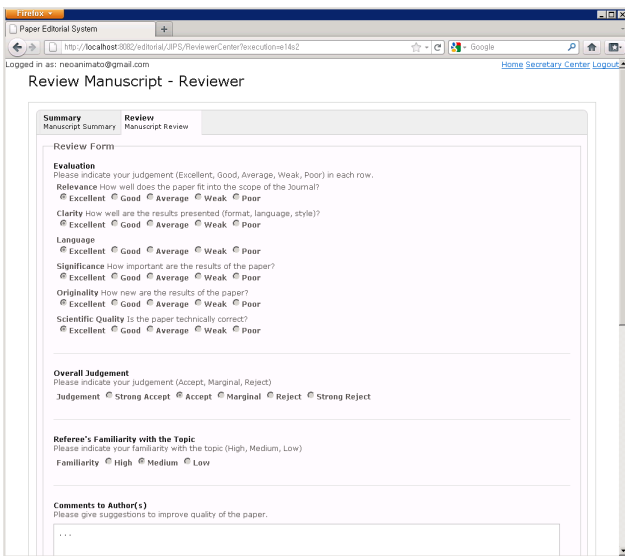 Firefox
Paper Editorial System
http://localhost:8082/editorial/JIPS/ReviewerCenter?execution=e14s2
Google
Logged in as: neoanimato@gmail.com
Home Secretary Center Logout
Review Manuscript - Reviewer
Summary Review
Manuscript Summary Manuscript Review
Review Form
Evaluation
Please indicate your judgement (Excellent, Good, Average, Weak, Poor) in each row.
Relevance How well does the paper fit into the scope of the Journal?
Excellent Good Average Weak Poor
Clarity How well are the results presented (format, language, style)?
Excellent Good Average Weak Poor
Language
Excellent Good Average Weak Poor
Significance How important are the results of the paper?
Excellent Good Average Weak Poor
Originality How new are the results of the paper?
Excellent Good Average Weak Poor
Scientific Quality Is the paper technically correct?
Excellent Good Average Weak Poor
Overall Judgement
Please indicate your judgement (Accept, Marginal, Reject)
Judgement Strong Accept Accept Marginal Reject Strong Reject
Referee's Familiarity with the Topic
Please indicate your familiarity with the topic (High, Medium, Low)
Familiarity High Medium Low
Comments to Author(s)
Please give suggestions to improve quality of the paper.
...